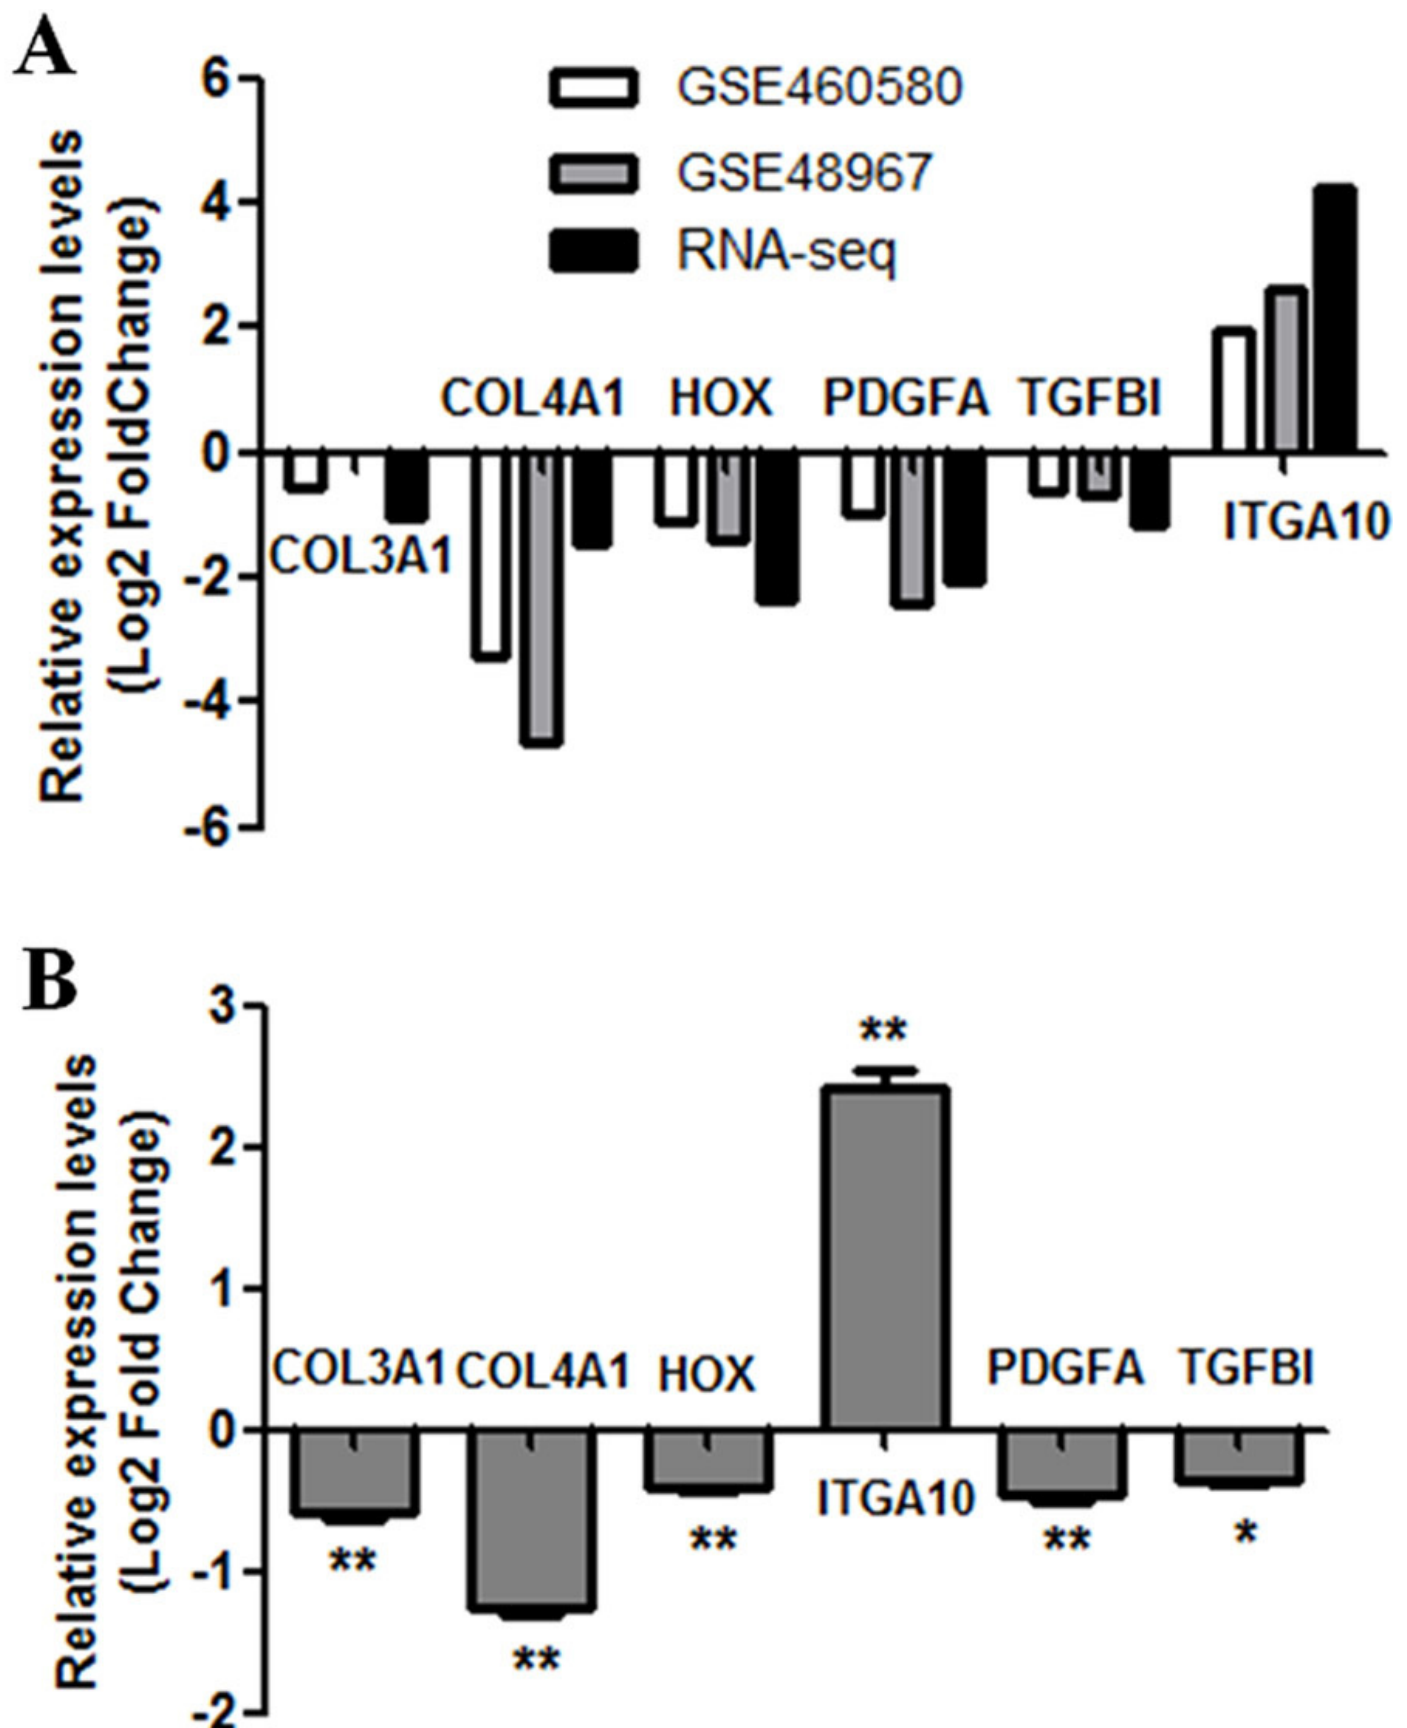 A
6
4
2
0
-2
-4
-6
Relative expression levels
(Log2 FoldChange)
GSE460580
GSE48967
RNA-seq
COL3A1
COL4A1
HOX
PDGFA
TGFBI
ITGA10
B
3
2
1
0
-1
-2
Relative expression levels
(Log2 Fold Change)
COL3A1
COL4A1
HOX
ITGA10
PDGFA
TGFBI
**
**
**
**
**
*